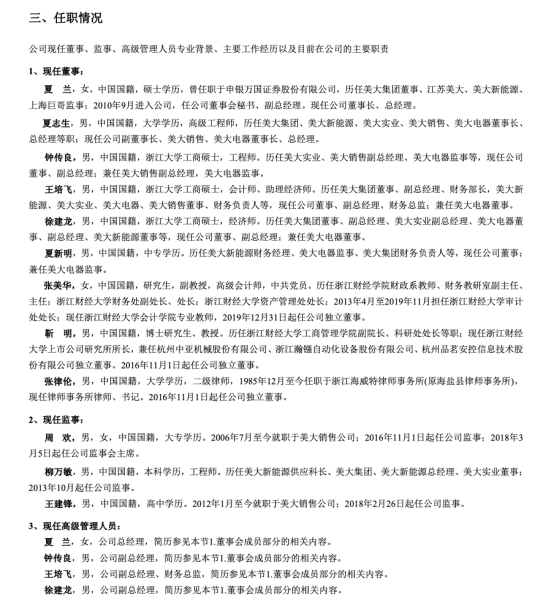 三、任职情况
公司现任董事、监事、高级管理人员专业背景、主要工作经历以及目前在公司的主要职责
1、现任董事：
夏　兰，女，中国国籍，硕士学历，曾任职于申银万国证券股份有限公司，历任美大集团董事、江苏美大、美大新能源、
上海巨哥监事；2010年9月进入公司，任公司董事会秘书、副总经理。现任公司董事长、总经理。
夏志生，男，中国国籍，大学学历，高级工程师，历任美大集团、美大新能源、美大实业、美大销售、美大电器董事长、
总经理等职；现任公司副董事长、美大销售、美大电器董事长、总经理。
钟传良，男，中国国籍，浙江大学工商硕士，工程师。历任美大实业、美大销售副总经理、美大电器监事等，现任公司
董事、副总经理；兼任美大销售副总经理，美大电器监事。
王培飞，男，中国国籍，浙江大学工商硕士，会计师、助理经济师。历任美大集团董事、副总经理、财务部长，美大新
能源、美大实业、美大电器、美大销售董事、财务负责人等，现任公司董事、副总经理、财务总监；兼任美大电器董事。
徐建龙，男，中国国籍，浙江大学工商硕士，经济师。历任美大集团董事、副总经理、美大实业副总经理、美大电器董
事、副总经理、美大新能源董事等，现任公司董事、副总经理；兼任美大电器董事。
夏新明，男，中国国籍，中专学历。历任美大新能源财务经理、美大电器监事、美大集团财务负责人等，现任公司董事；
兼任美大电器监事。
张美华，女，中国国籍，研究生，副教授，高级会计师，中共党员。历任浙江财经学院财政系教师、财务教研室副主任、
主任；浙江财经大学财务处副处长、处长；浙江财经大学资产管理处处长；2013年4月至2019年11月担任浙江财经大学审计
处处长；现任浙江财经大学会计学院专业教师，2019年12月31日起任公司独立董事。
靳　明，男，中国国籍，博士研究生、教授。历任浙江财经大学工商管理学院副院长、科研处处长等职；现任浙江财经
大学上市公司研究所所长，兼任杭州中亚机械股份有限公司、浙江瀚镪自动化设备股份有限公司、杭州品茗安控信息技术股
份有限公司独立董事。2016年11月1日起任公司独立董事。
张律伦，男，中国国籍，大学学历，二级律师，1985年12月至今任职于浙江海威特律师事务所(原海盐县律师事务所)，
现任律师事务所律师、书记。2016年11月1日起任公司独立董事。
2、现任监事：
周　欢，男，女，中国国籍，大专学历。2006年7月至今就职于美大销售公司；2016年11月1日起任公司监事；2018年3
月5日起任公司监事会主席。
柳万敏，男，中国国籍，本科学历，工程师。历任美大新能源供应科长、美大集团、美大新能源总经理、美大实业董事；
2013年10月起任公司监事。
王建锋，男，中国国籍，高中学历。2012年1月至今就职于美大销售公司；2018年2月26日起任公司监事。
3、现任高级管理人员：
夏　兰，女，公司总经理，简历参见本节1.董事会成员部分的相关内容。
钟传良，男，公司副总经理，简历参见本节1.董事会成员部分的相关内容。
王培飞，男，公司副总经理、财务总监，简历参见本节1.董事会成员部分的相关内容。
徐建龙，男，公司副总经理，简历参见本节1.董事会成员部分的相关内容。